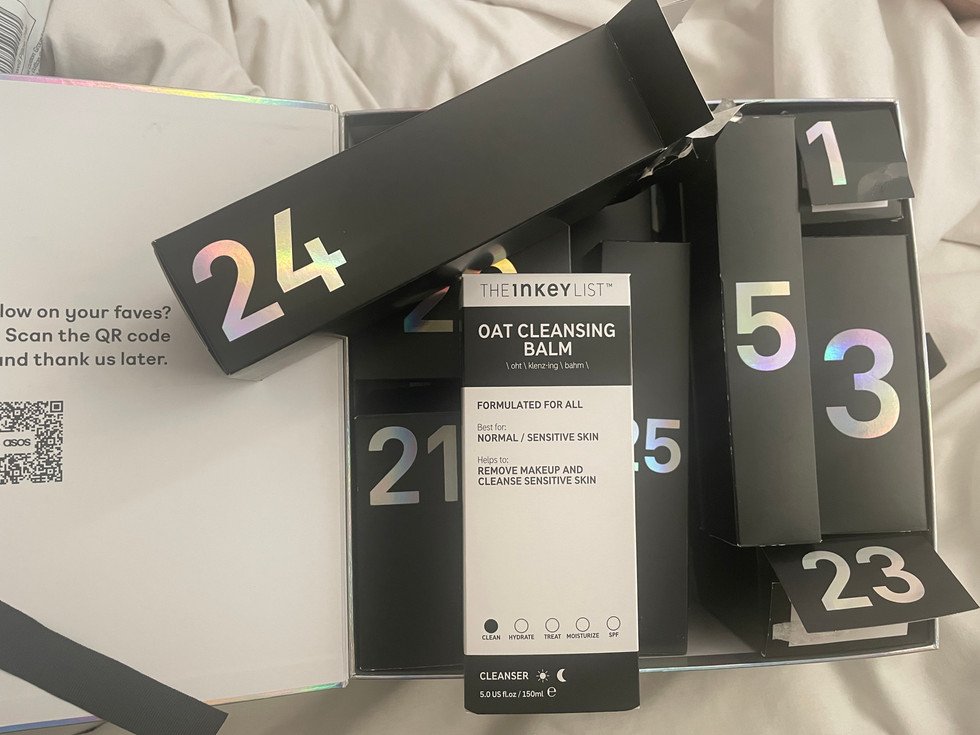 24
1
5
3
21
25
23
low on your faves?
Scan the QR code
nd thank us later.
asos
THE INKEY LIST™
OAT CLEANSING
BALM
\ oht \ klenz-ing \ bahm \
FORMULATED FOR ALL
Best for:
NORMAL / SENSITIVE SKIN
Helps to:
REMOVE MAKEUP AND
CLEANSE SENSITIVE SKIN
CLEAN HYDRATE TREAT MOISTURIZE SPF
CLEANSER
5.0 US fl.oz / 150ml ℮